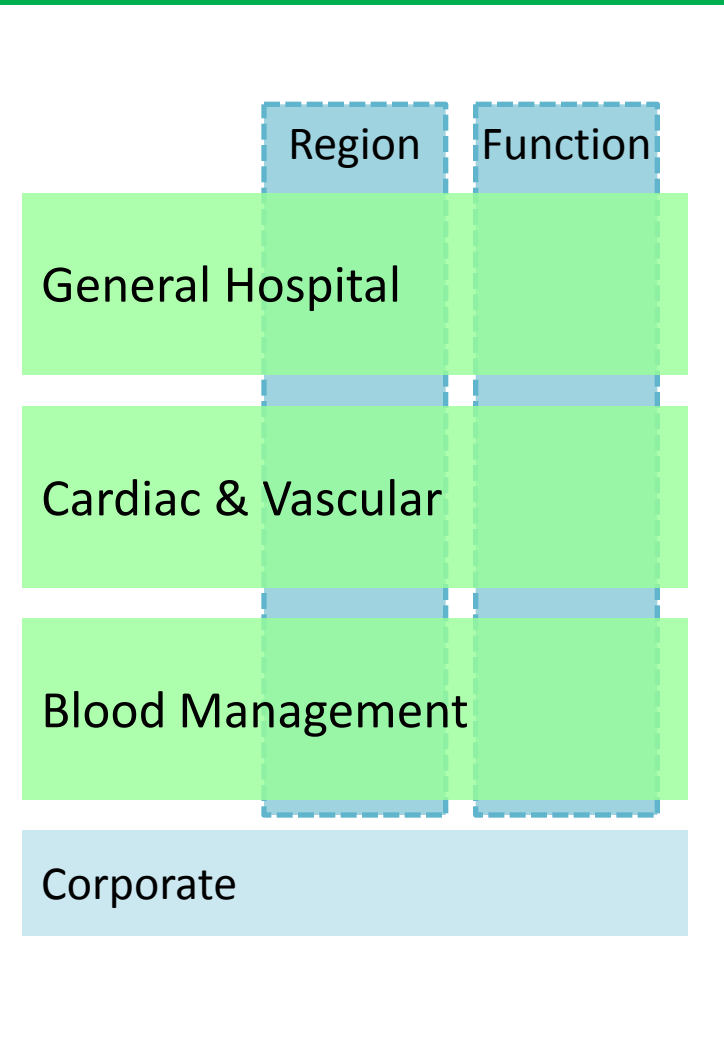 Region
Function
General Hospital
Cardiac & Vascular
Blood Management
Corporate